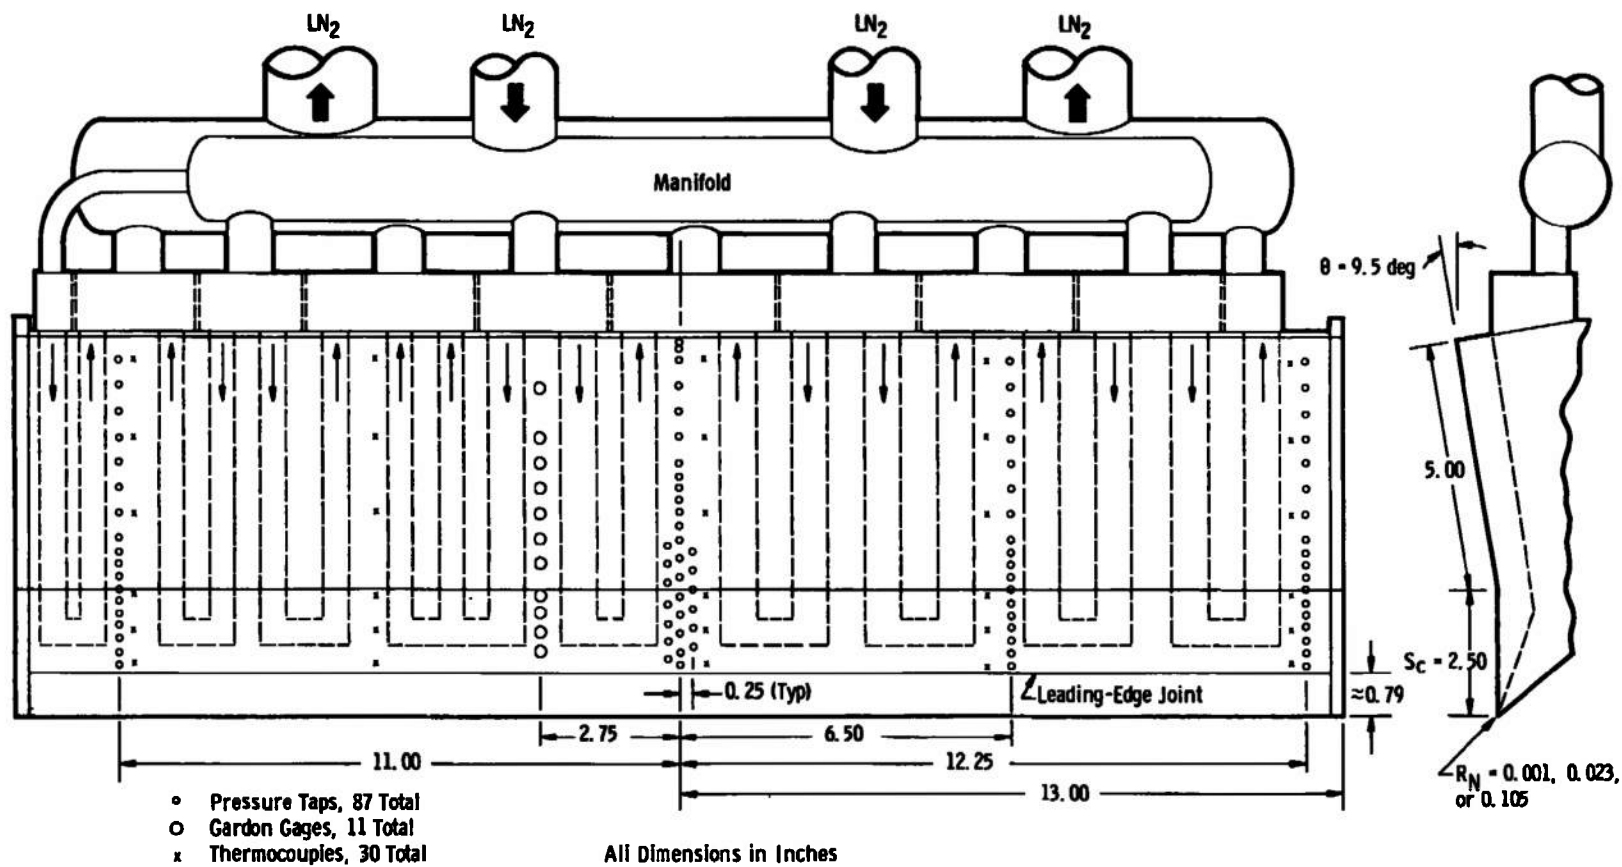 LN2
LN2
LN2
LN2
Manifold
θ = 9.5 deg
5.00
SC = 2.50
≈0.79
0.25 (Typ)
Leading-Edge Joint
2.75
6.50
11.00
12.25
13.00
RN = 0.001, 0.023,
or 0.105
Pressure Taps, 87 Total
Gardon Gages, 11 Total
x Thermocouples, 30 Total
All Dimensions in Inches